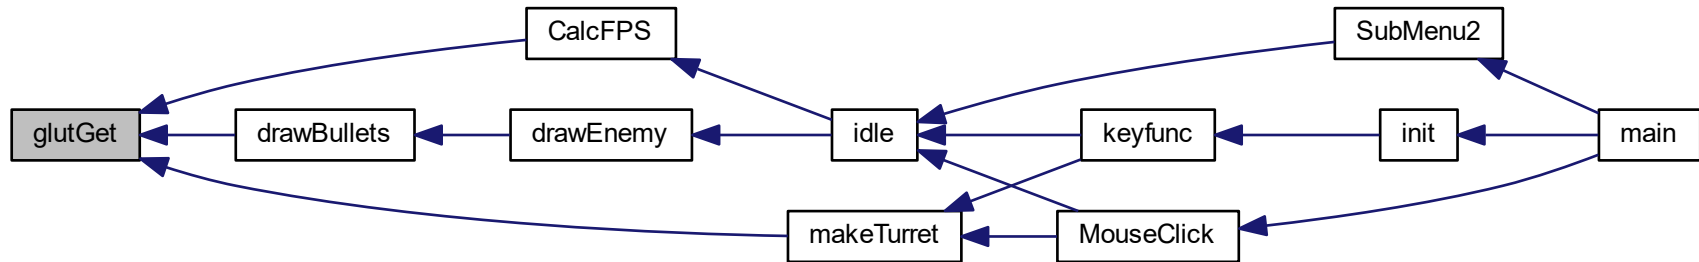 CalcFPS
SubMenu2
glutGet
drawBullets
drawEnemy
idle
keyfunc
init
main
makeTurret
MouseClick